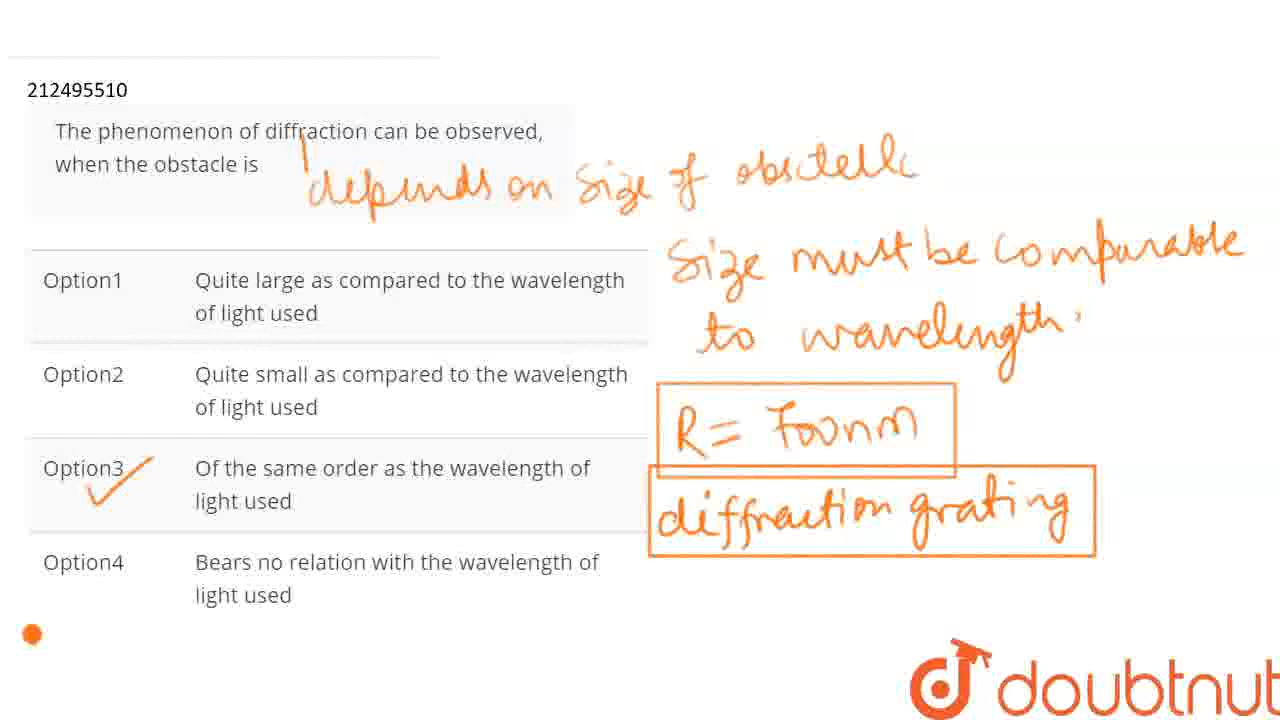 212495510
The phenomenon of diffraction can be observed,
when the obstacle is
depends on size of obstellc
size must be comparable
to wavelength.
Option1 Quite large as compared to the wavelength
of light used
Option2 Quite small as compared to the wavelength
of light used
R = 700nm
Option3 Of the same order as the wavelength of
light used
diffraction grating
Option4 Bears no relation with the wavelength of
light used
doubtnut